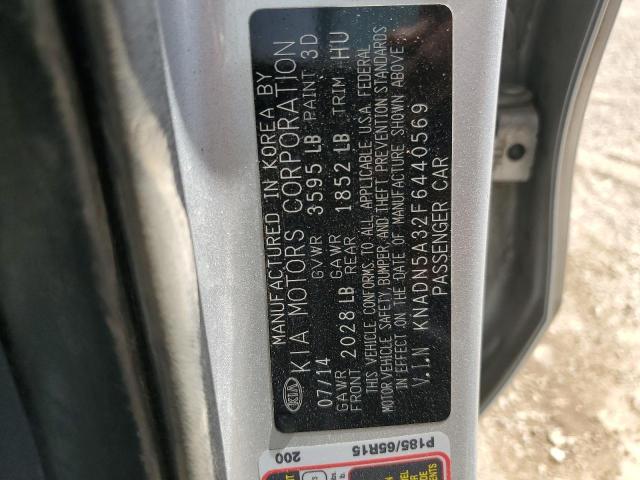 MANUFACTURED IN KOREA BY
KIA MOTORS CORPORATION
07/14 GVWR 3595 LB PAINT 3D
GAWR GAWR TRIM HU
FRONT 2028 LB REAR 1852 LB
THIS VEHICLE CONFORMS TO ALL APPLICABLE U.S.A. FEDERAL
MOTOR VEHICLE SAFETY BUMPER, AND THEFT PREVENTION STANDARDS
IN EFFECT ON THE DATE OF MANUFACTURE SHOWN ABOVE.
V.I.N KNADN5A32F6440569
PASSENGER CAR
KIA
P185/65R15
200